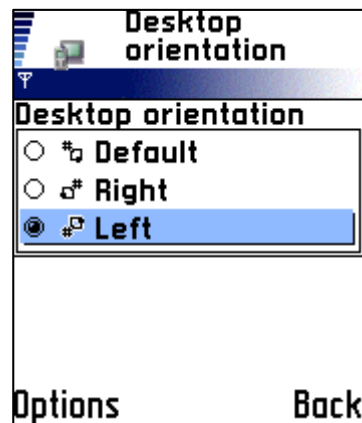 Desktop
orientation
Desktop orientation
Default
Right
Left
Options Back